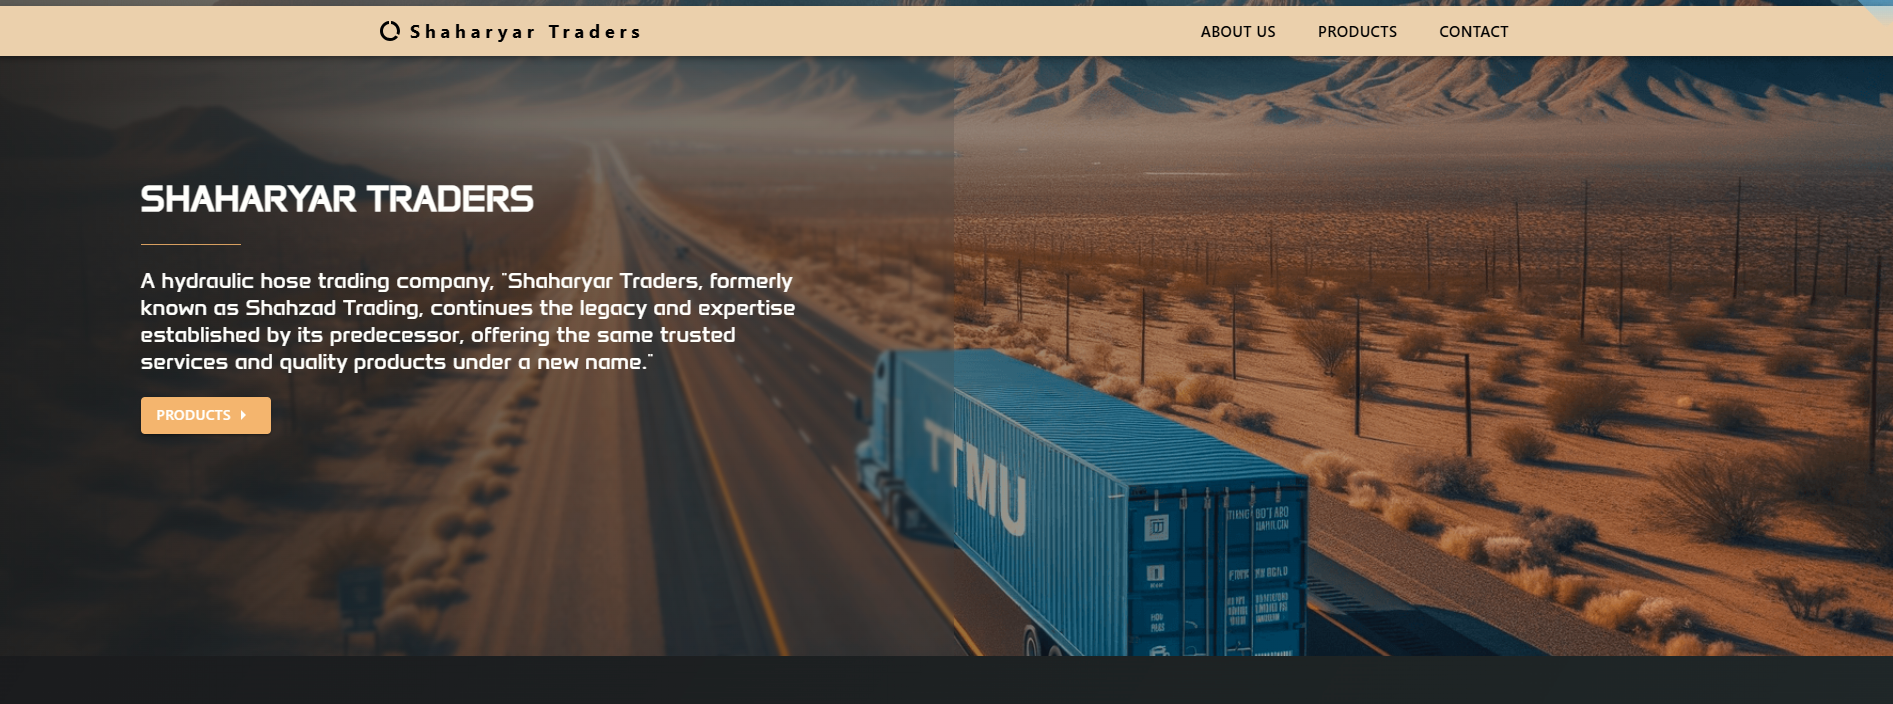 Shaharyar Traders
ABOUT US
PRODUCTS
CONTACT
SHAHARYAR TRADERS
A hydraulic hose trading company, "Shaharyar Traders, formerly
known as Shahzad Trading, continues the legacy and expertise
established by its predecessor, offering the same trusted
services and quality products under a new name."
PRODUCTS
TTMU